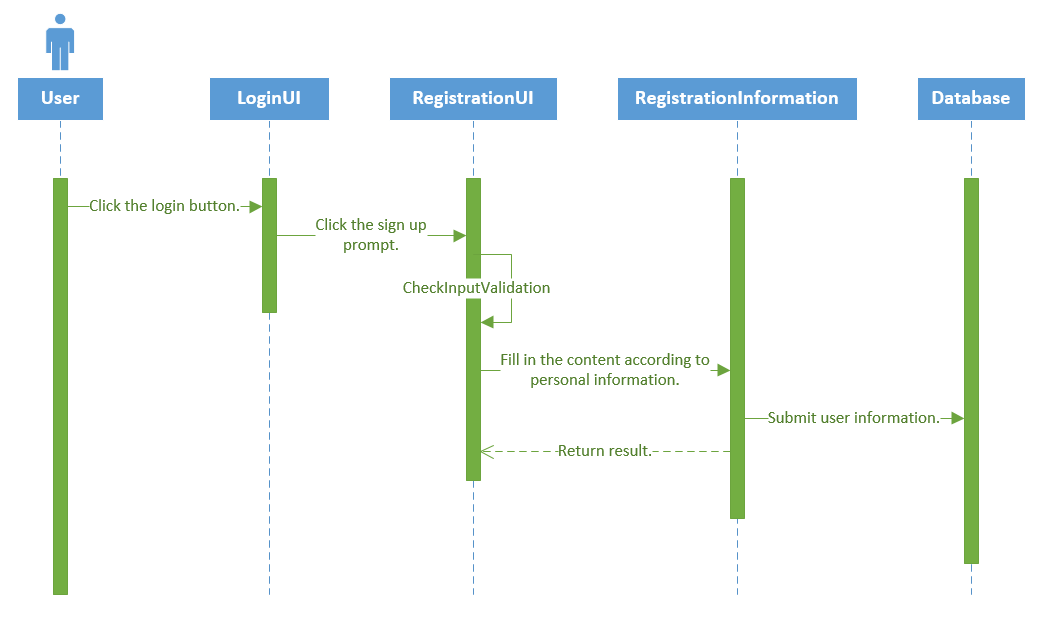 User
LoginUI
RegistrationUI
RegistrationInformation
Database
Click the login button.
Click the sign up
prompt.
CheckInputValidation
Fill in the content according to
personal information.
Submit user information.
Return result.